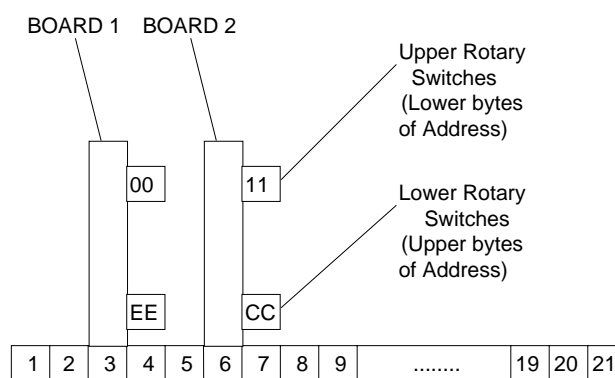 BOARD 1 BOARD 2
Upper Rotary
Switches
(Lower bytes
of Address)
00 11
Lower Rotary
Switches
(Upper bytes
of Address)
EE CC
1 2 3 4 5 6 7 8 9 ........ 19 20 21